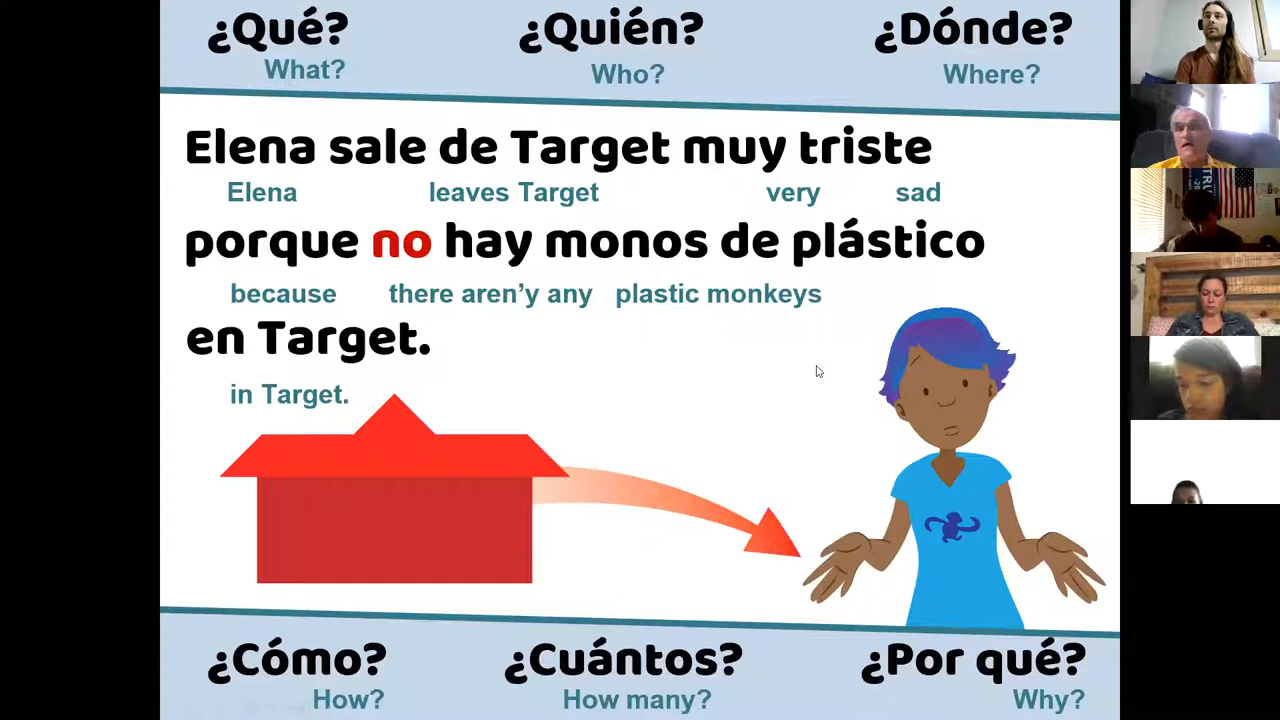 ¿Qué? ¿Quién? ¿Dónde?
What? Who? Where?
Elena sale de Target muy triste
Elena leaves Target very sad
porque no hay monos de plástico
because there aren'y any plastic monkeys
en Target.
in Target.
¿Cómo? ¿Cuántos? ¿Por qué?
How? How many? Why?